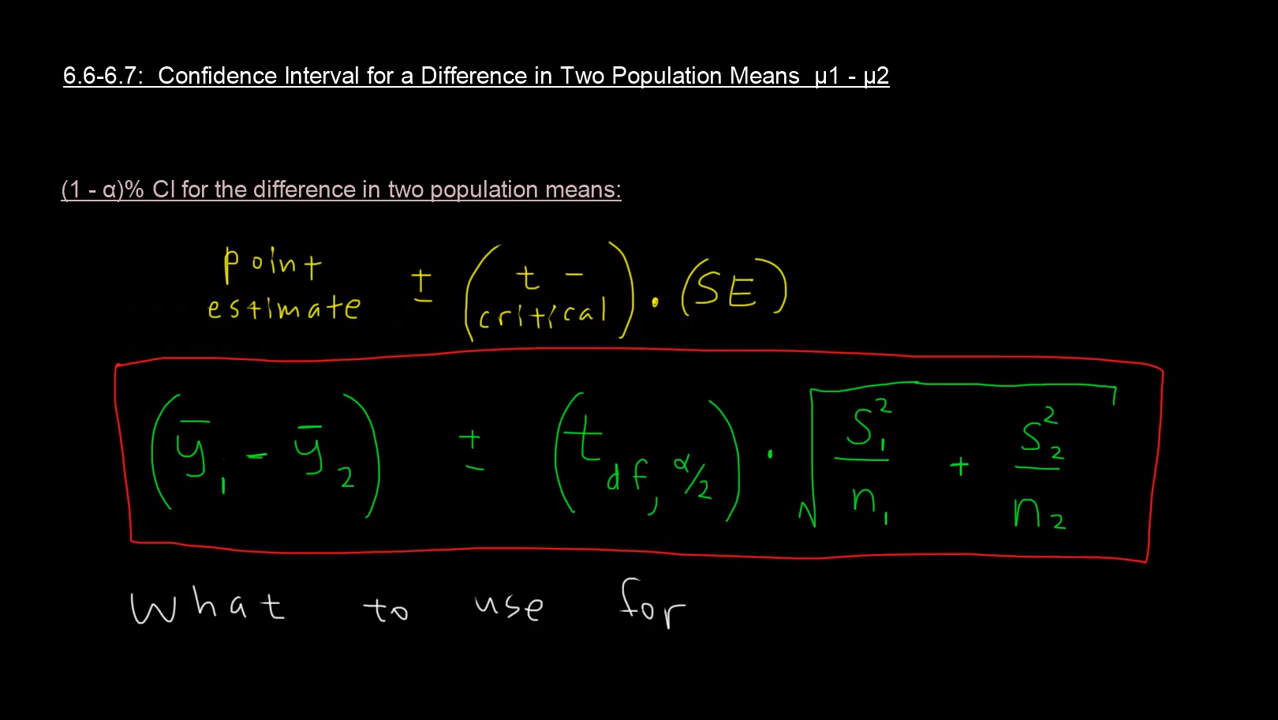 6.6-6.7:  Confidence Interval for a Difference in Two Population Means  μ1 - μ2
(1 - α)% CI for the difference in two population means:
point estimate ± (t - critical) · (SE)
(ȳ₁ - ȳ₂) ± (t df, α/2) · √(S₁²/n₁ + S₂²/n₂)
What to use for